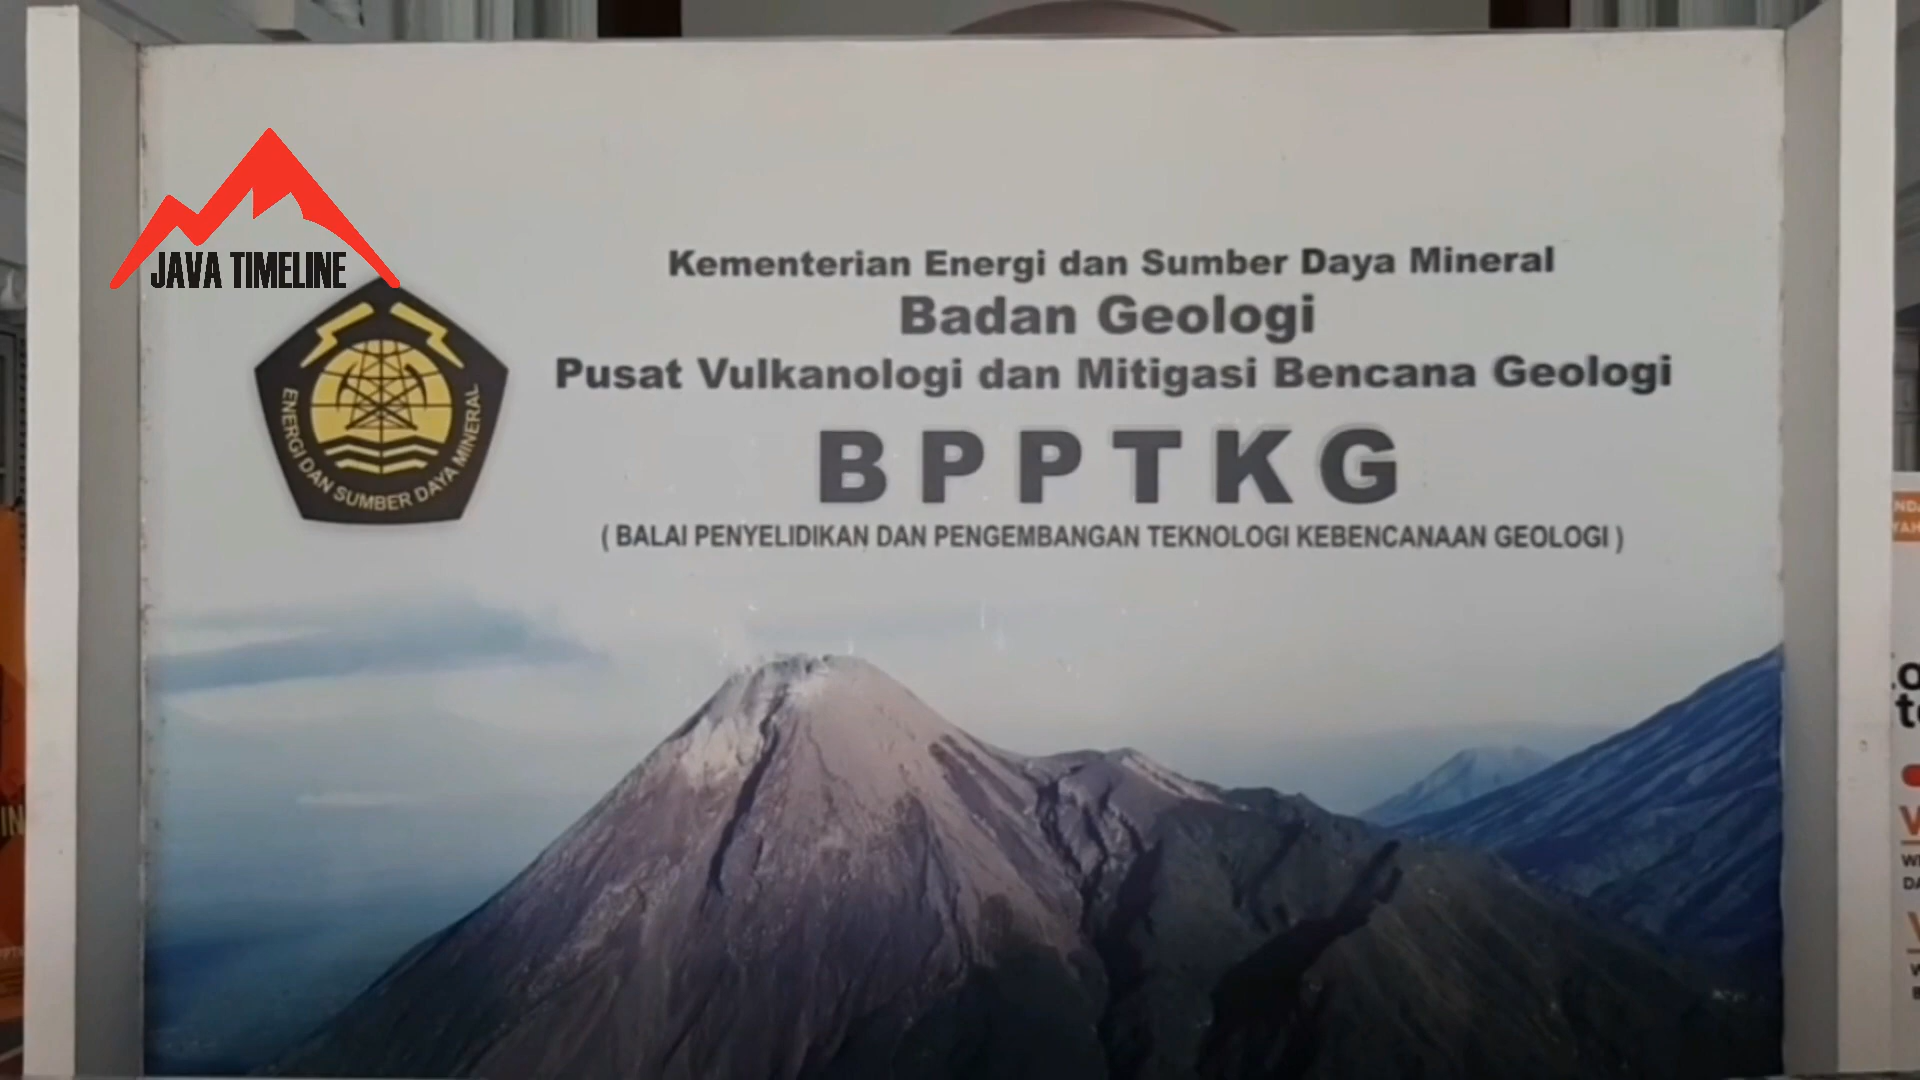 JAVA TIMELINE
Kementerian Energi dan Sumber Daya Mineral
Badan Geologi
Pusat Vulkanologi dan Mitigasi Bencana Geologi
BPPTKG
( BALAI PENYELIDIKAN DAN PENGEMBANGAN TEKNOLOGI KEBENCANAAN GEOLOGI )
ENERGI DAN SUMBER DAYA MINERAL